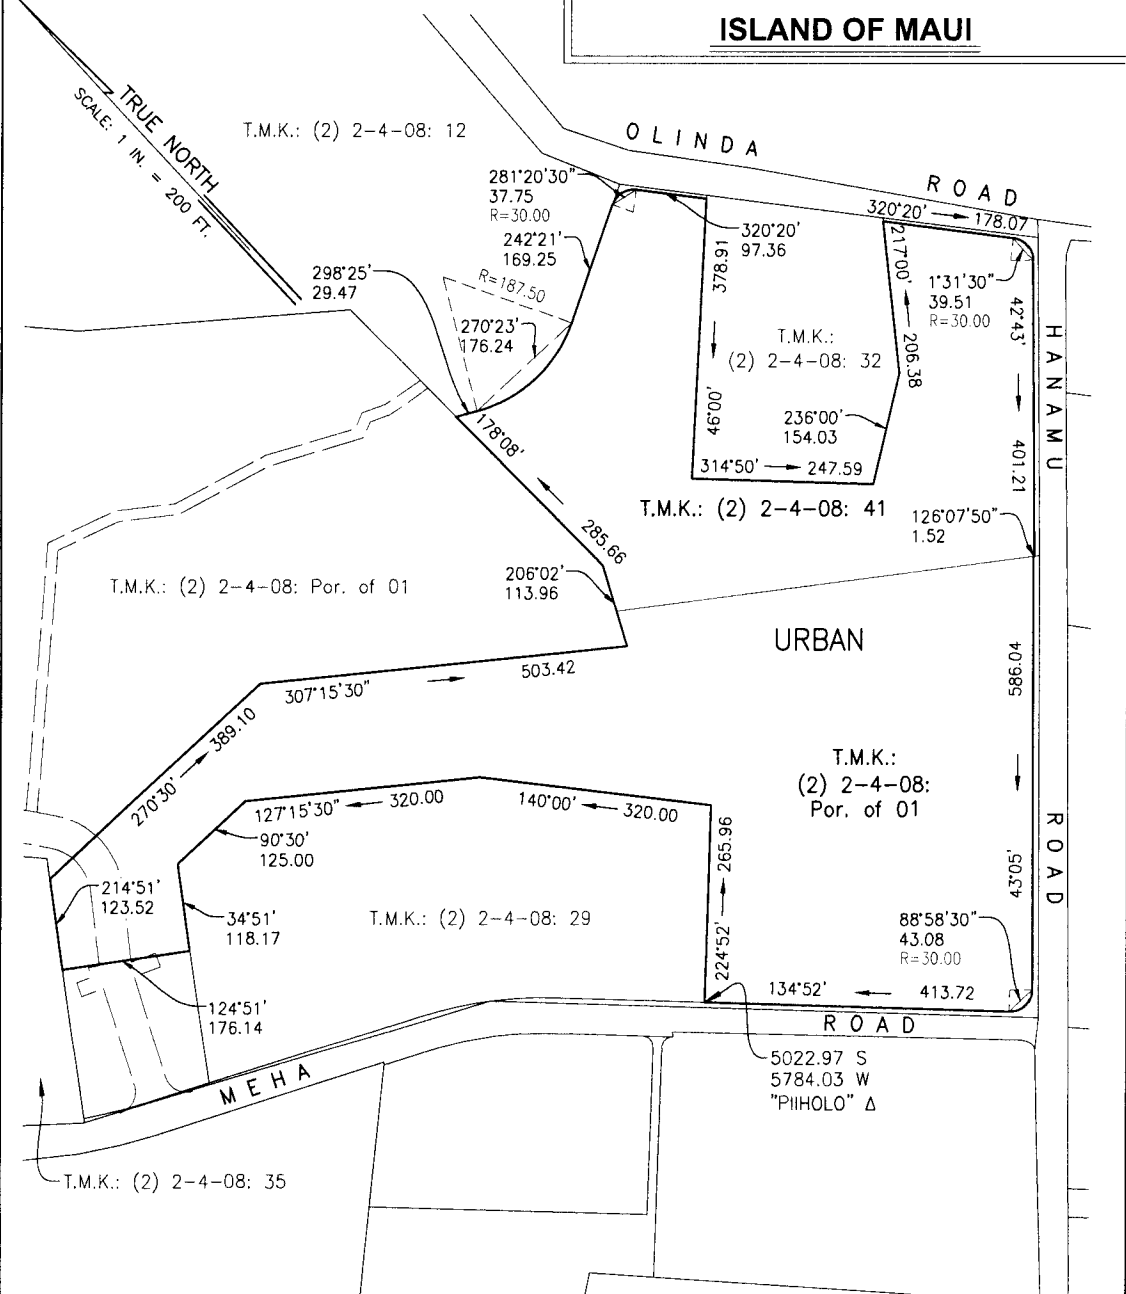 ISLAND OF MAUI
TRUE NORTH
SCALE: 1 IN. = 200 FT.
T.M.K.: (2) 2-4-08: 12
OLINDA
ROAD
281°20'30"
37.75
R=30.00
320°20'
178.07
242°21'
169.25
320°20'
97.36
298°25'
29.47
R=187.50
270°23'
176.24
378.91
46°00'
217°00'
206.38
1°31'30"
39.51
R=30.00
42°43'
401.21
HANAMU
T.M.K.:
(2) 2-4-08: 32
236°00'
154.03
314°50'
247.59
178°08'
285.66
T.M.K.: (2) 2-4-08: 41
126°07'50"
1.52
206°02'
113.96
T.M.K.: (2) 2-4-08: Por. of 01
URBAN
586.04
43°05'
ROAD
307°15'30"
503.42
389.10
270°30'
T.M.K.:
(2) 2-4-08:
Por. of 01
127°15'30"
320.00
140°00'
320.00
90°30'
125.00
265.96
224°52'
214°51'
123.52
34°51'
118.17
T.M.K.: (2) 2-4-08: 29
88°58'30"
43.08
R=30.00
134°52'
413.72
124°51'
176.14
MEHA
ROAD
5022.97 S
5784.03 W
"PIIHOLO" Δ
T.M.K.: (2) 2-4-08: 35